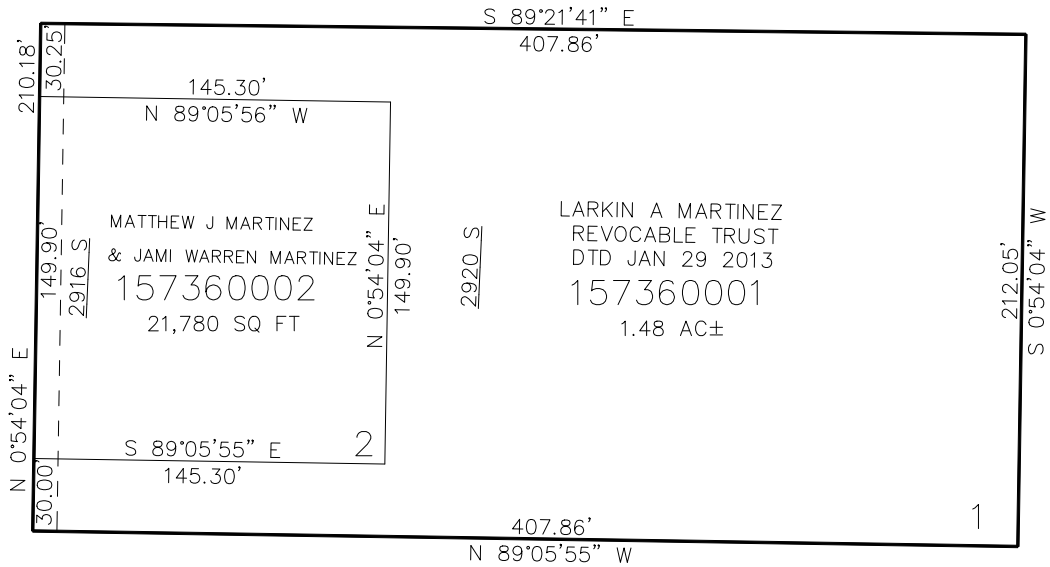 S 89°21'41" E
407.86'
210.18'
30.25'
145.30'
N 89°05'56" W
149.90'
2916 S
MATTHEW J MARTINEZ
& JAMI WARREN MARTINEZ
157360002
21,780 SQ FT
N 0°54'04" E
149.90'
2920 S
LARKIN A MARTINEZ
REVOCABLE TRUST
DTD JAN 29 2013
157360001
1.48 AC±
212.05'
S 0°54'04" W
N 0°54'04" E
S 89°05'55" E
2
145.30'
30.00'
1
407.86'
N 89°05'55" W